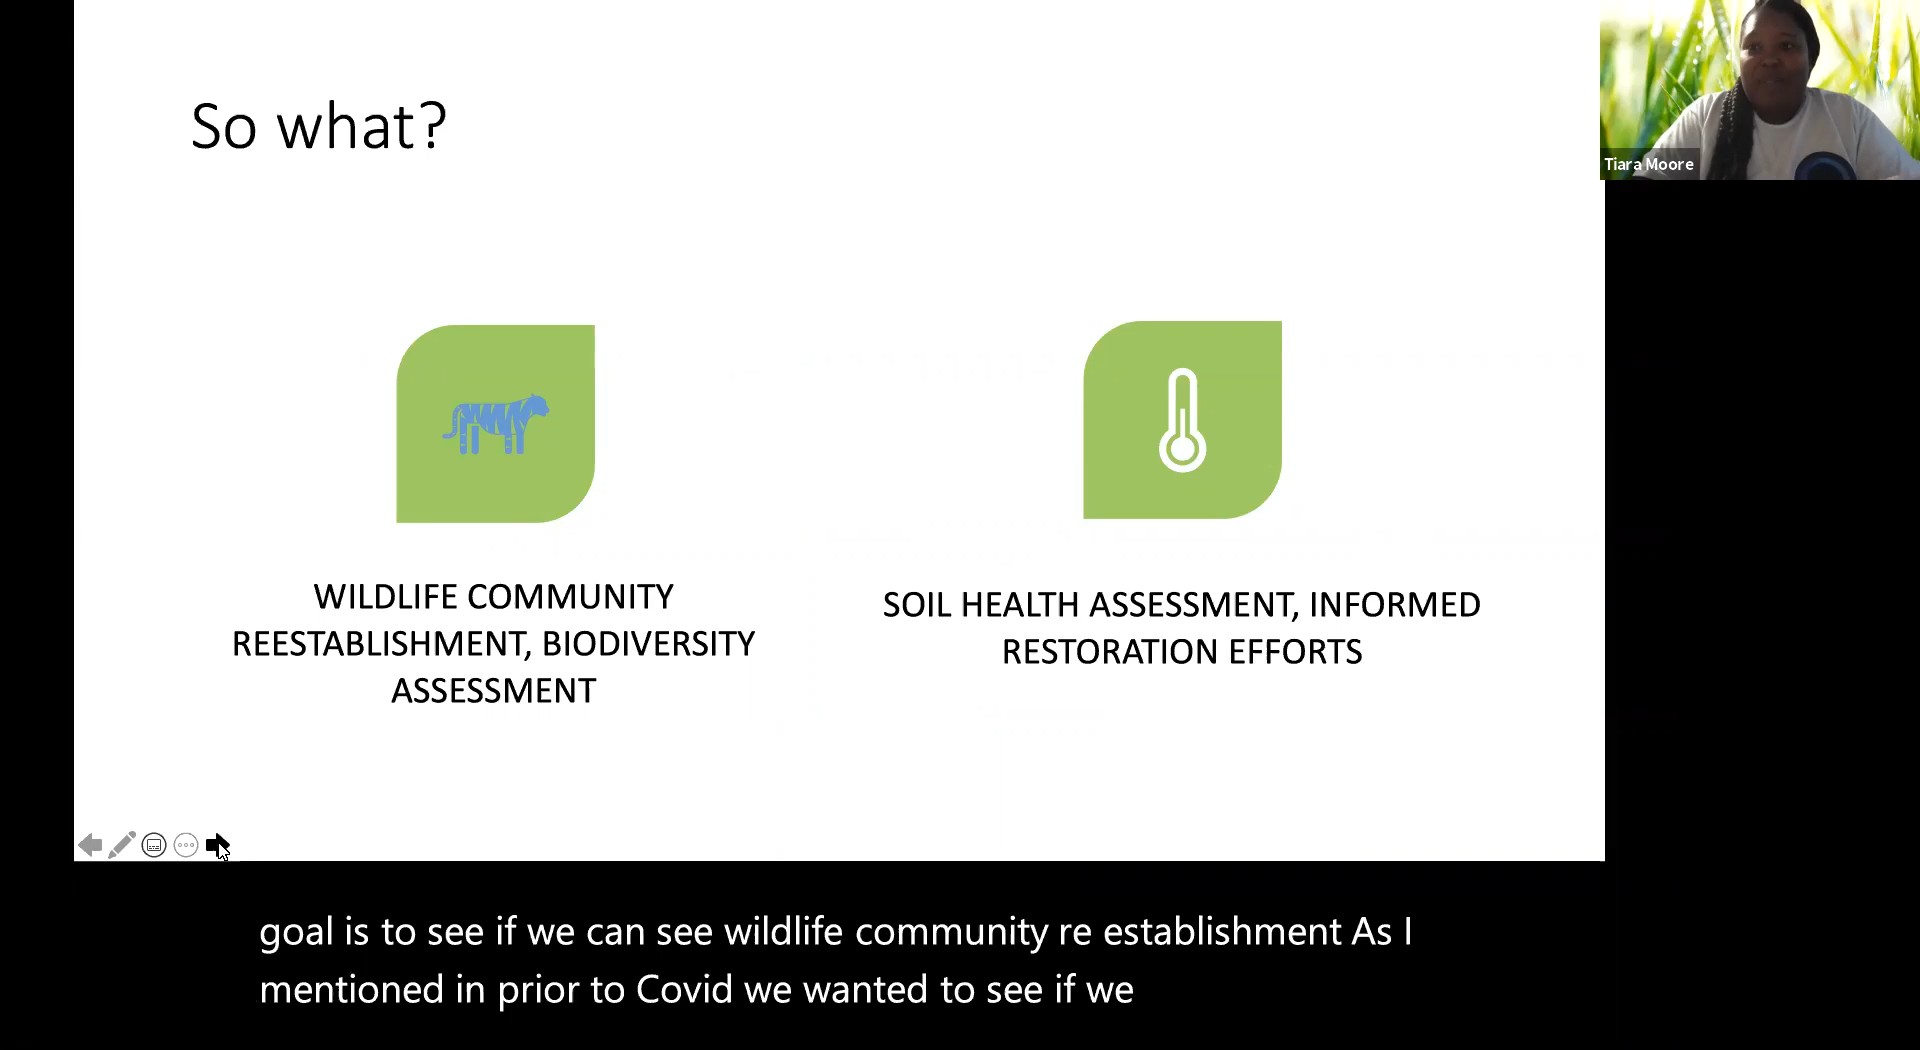 So what?
Tiara Moore
WILDLIFE COMMUNITY
REESTABLISHMENT, BIODIVERSITY
ASSESSMENT
SOIL HEALTH ASSESSMENT, INFORMED
RESTORATION EFFORTS
goal is to see if we can see wildlife community re establishment As I
mentioned in prior to Covid we wanted to see if we